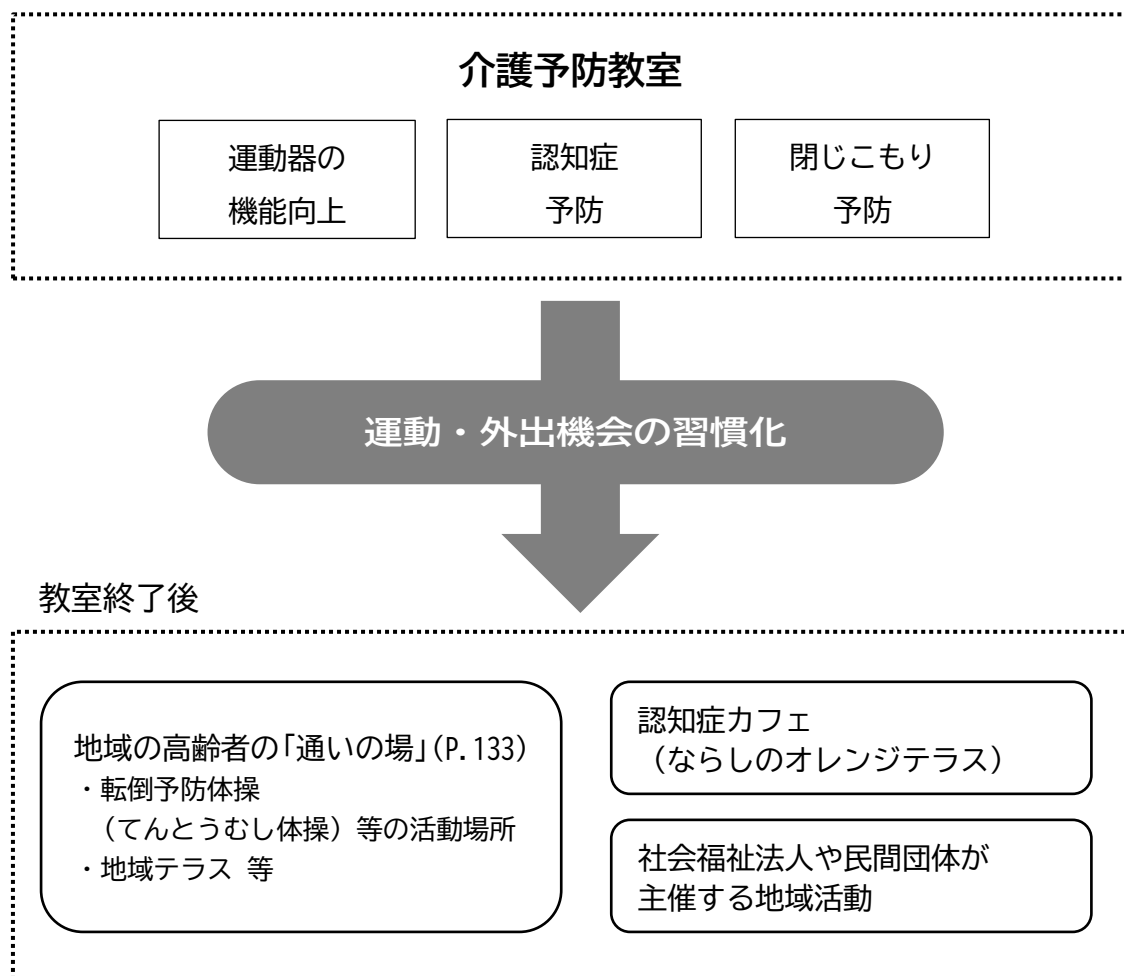 介護予防教室
運動器の
機能向上
認知症
予防
閉じこもり
予防
運動・外出機会の習慣化
教室終了後
地域の高齢者の「通いの場」(P.133)
・転倒予防体操
（てんとうむし体操）等の活動場所
・地域テラス 等
認知症カフェ
（ならしのオレンジテラス）
社会福祉法人や民間団体が
主催する地域活動